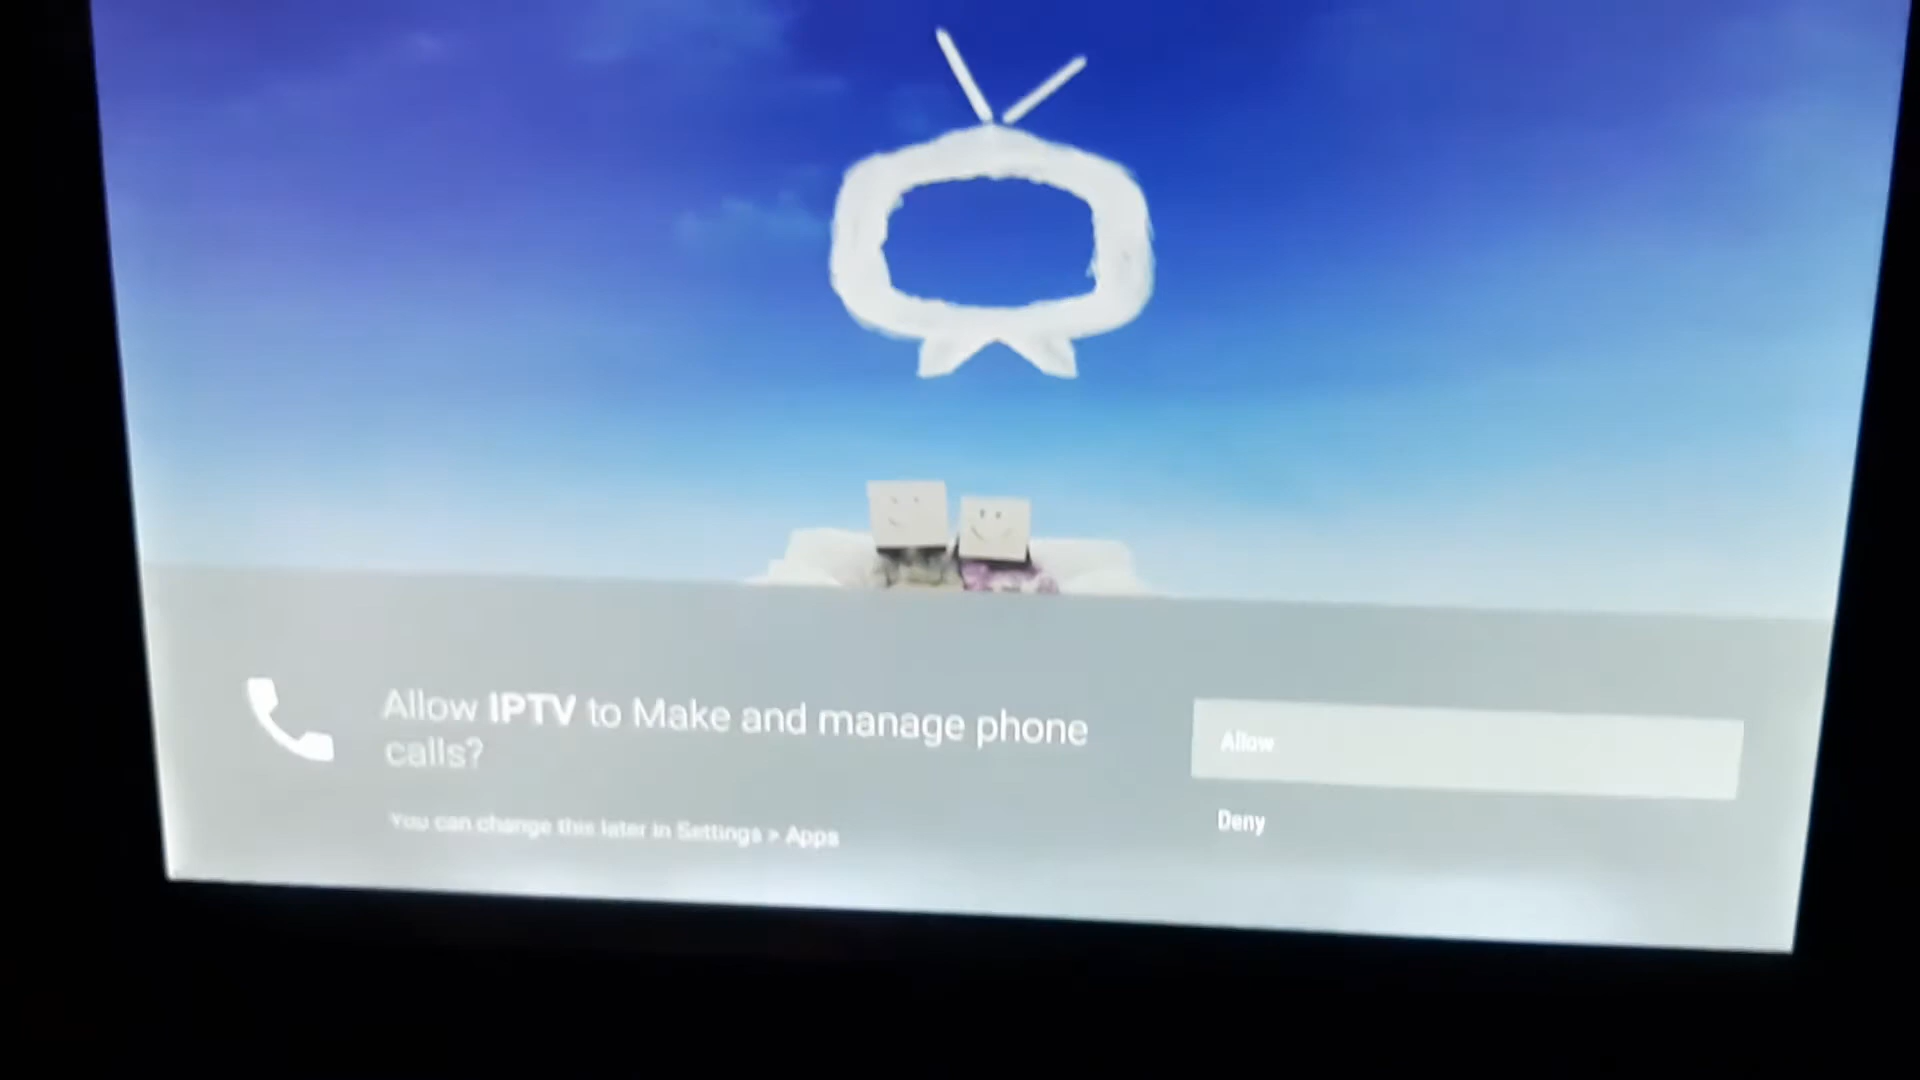 Allow IPTV to Make and manage phone
calls?
You can change this later in Settings > Apps
Allow
Deny